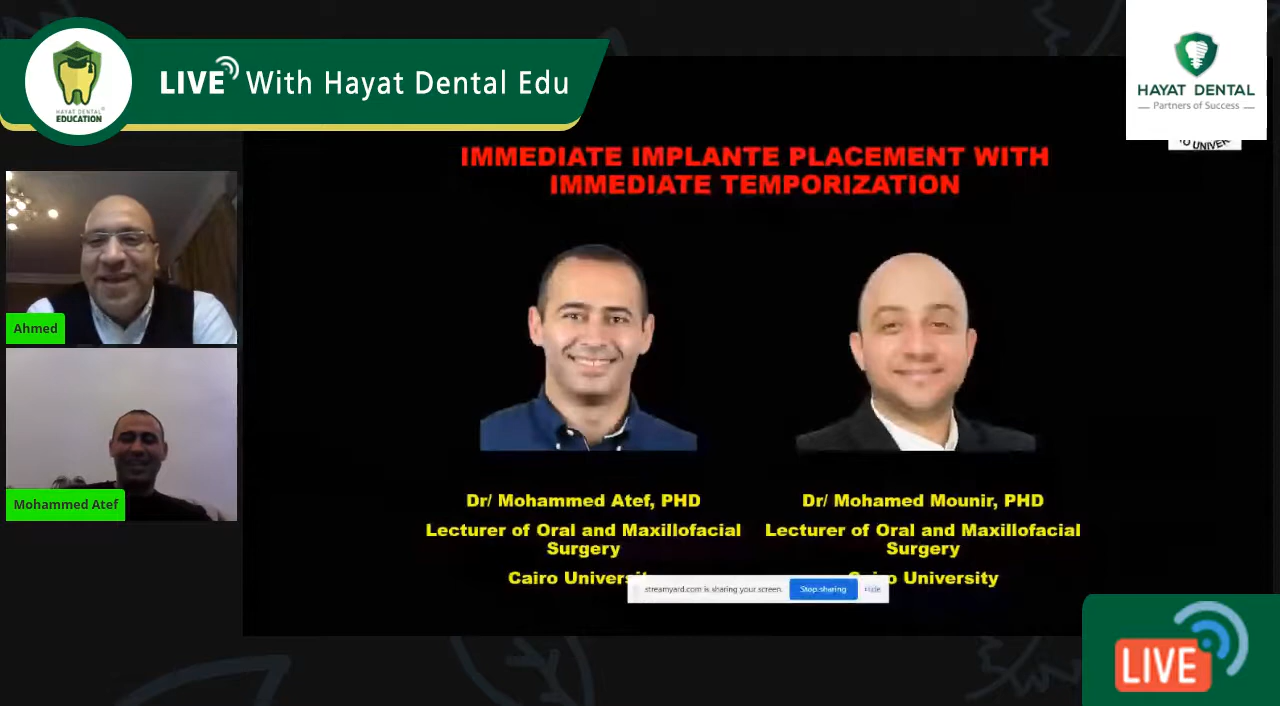 LIVE With Hayat Dental Edu
HAYAT DENTAL
EDUCATION
HAYAT DENTAL
Partners of Success
IMMEDIATE IMPLANTE PLACEMENT WITH
IMMEDIATE TEMPORIZATION
Ahmed
Mohammed Atef
Dr/ Mohammed Atef, PHD
Lecturer of Oral and Maxillofacial
Surgery
Cairo University
Dr/ Mohamed Mounir, PHD
Lecturer of Oral and Maxillofacial
Surgery
Cairo University
streamyard.com is sharing your screen.
Stop sharing
Hide
LIVE